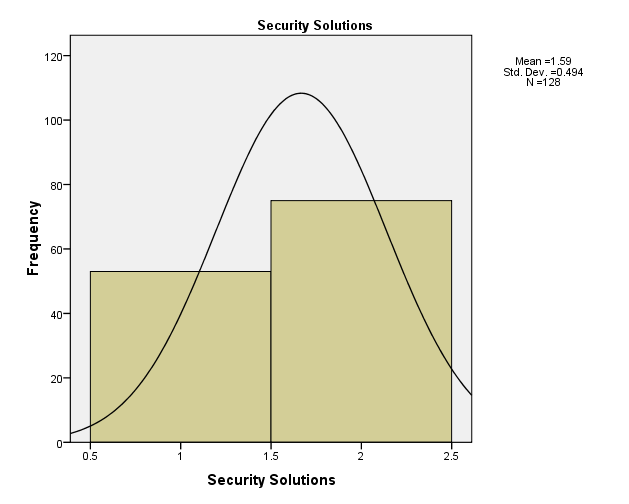 Security Solutions
Mean =1.59
Std. Dev. =0.494
N =128
Frequency
120
100
80
60
40
20
0
0.5 1 1.5 2 2.5
Security Solutions